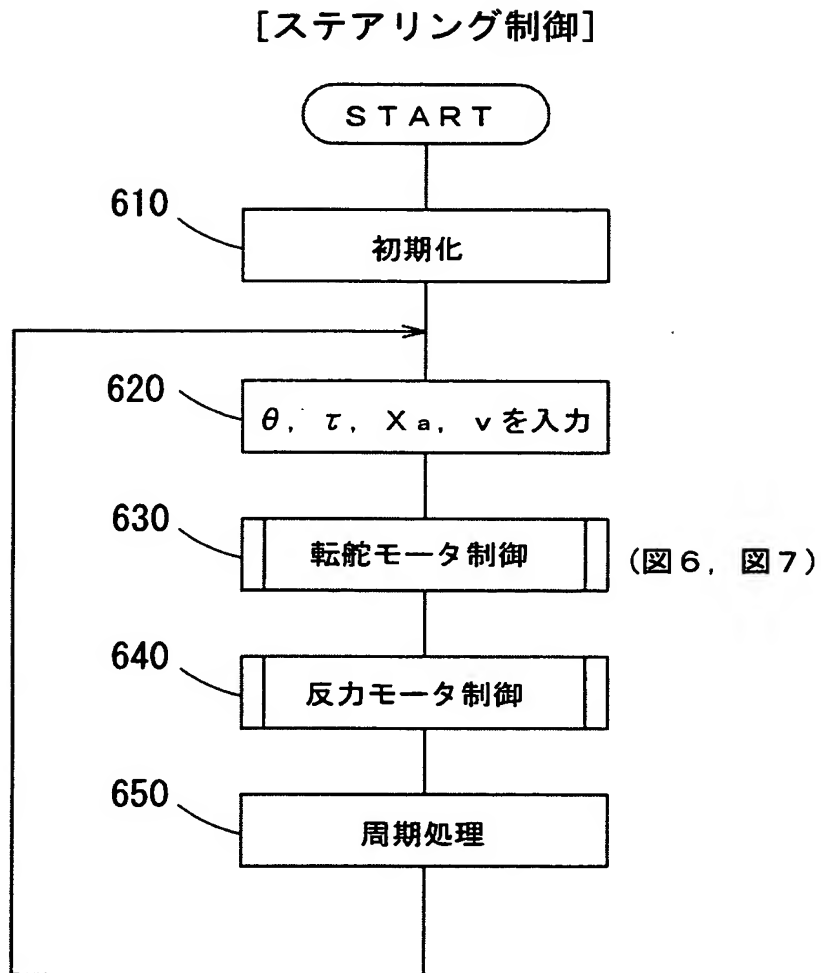 [ステアリング制御]
START
610
初期化
620
θ, τ, Xa, vを入力
630
転舵モータ制御
(図6, 図7)
640
反力モータ制御
650
周期処理